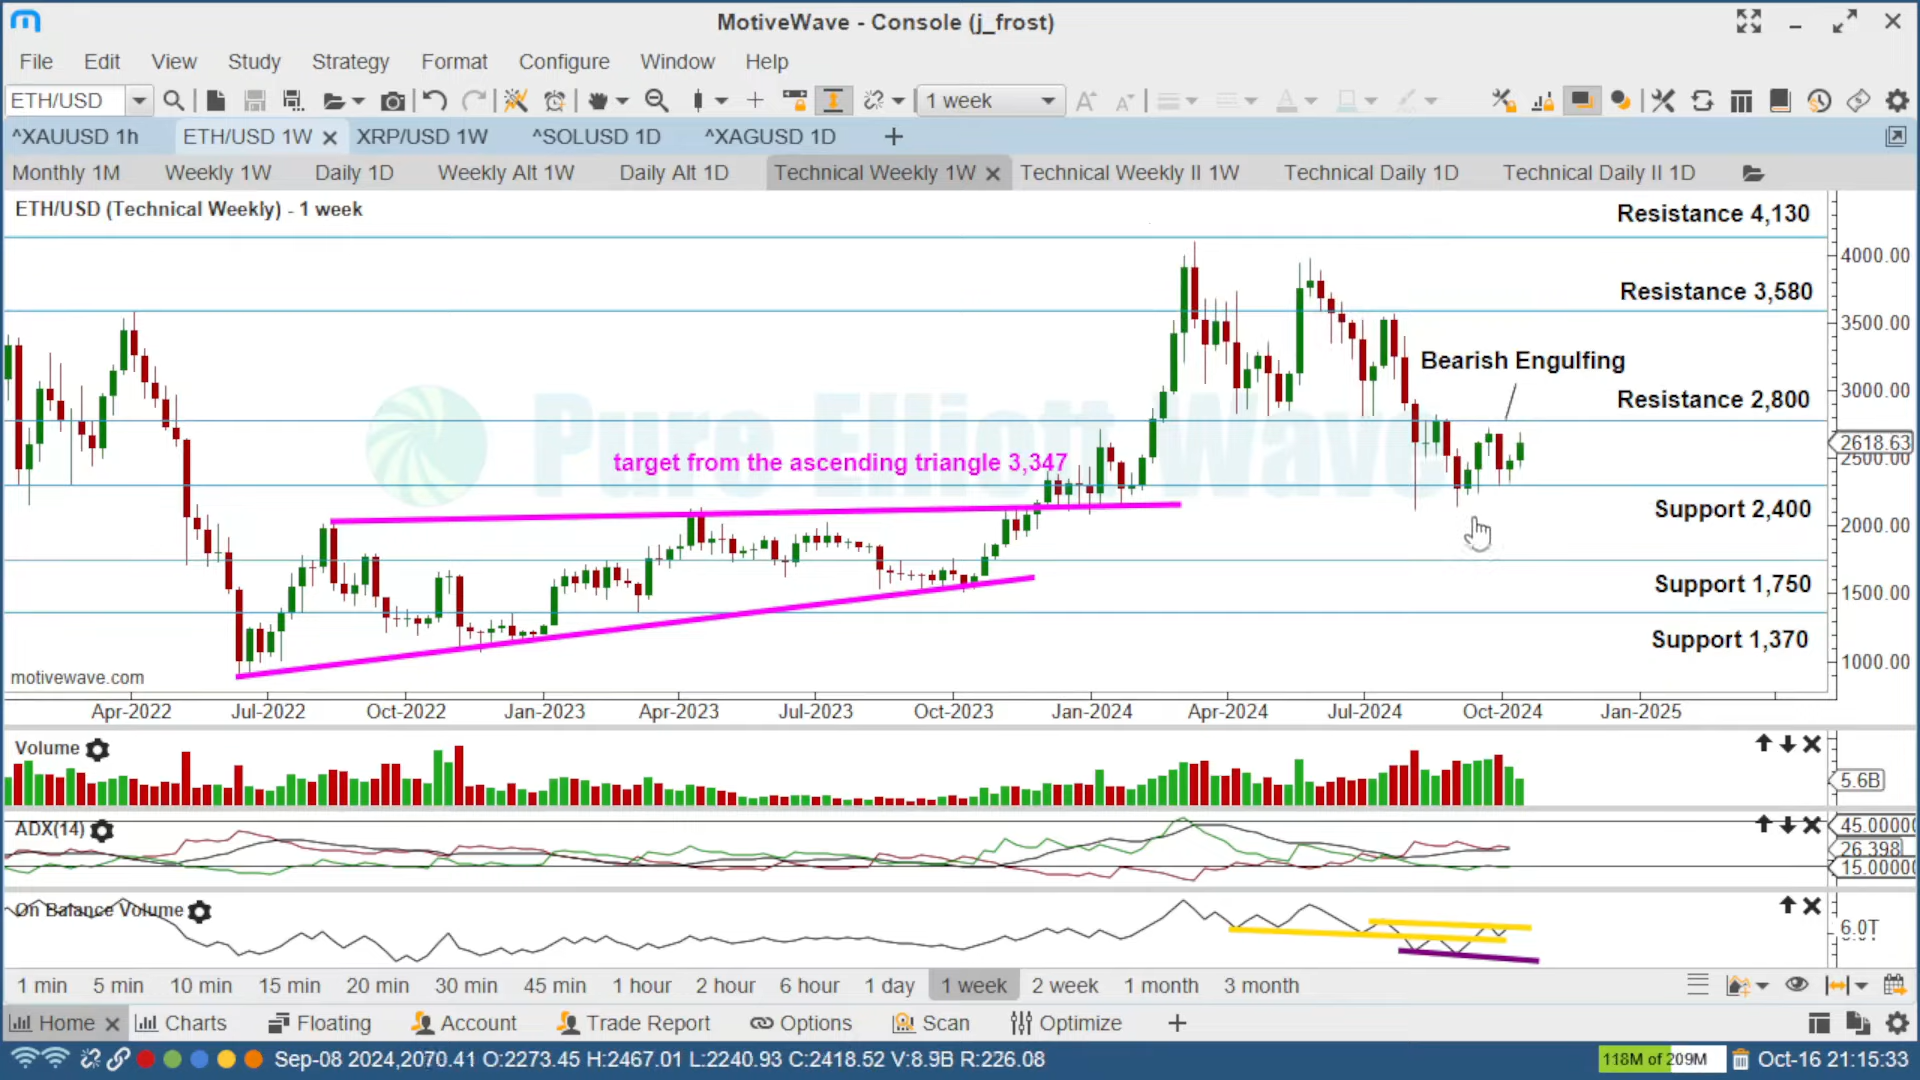 MotiveWave - Console (j_frost)
File Edit View Study Strategy Format Configure Window Help
ETH/USD 1 week
^XAUUSD 1h ETH/USD 1W XRP/USD 1W ^SOLUSD 1D ^XAGUSD 1D
Monthly 1M Weekly 1W Daily 1D Weekly Alt 1W Daily Alt 1D Technical Weekly 1W Technical Weekly II 1W Technical Daily 1D Technical Daily II 1D
ETH/USD (Technical Weekly) - 1 week
Resistance 4,130
4000.00
Resistance 3,580
3500.00
Bearish Engulfing
3000.00
Resistance 2,800
Pure Elliott Wave
2618.63
2500.00
target from the ascending triangle 3,347
Support 2,400
2000.00
Support 1,750
1500.00
Support 1,370
1000.00
motivewave.com
Apr-2022 Jul-2022 Oct-2022 Jan-2023 Apr-2023 Jul-2023 Oct-2023 Jan-2024 Apr-2024 Jul-2024 Oct-2024 Jan-2025
Volume
5.6B
ADX(14)
45.0000
26.398
15.0000
On Balance Volume
6.0T
1 min 5 min 10 min 15 min 20 min 30 min 45 min 1 hour 2 hour 6 hour 1 day 1 week 2 week 1 month 3 month
Home Charts Floating Account Trade Report Options Scan Optimize
Sep-08 2024,2070.41 O:2273.45 H:2467.01 L:2240.93 C:2418.52 V:8.9B R:226.08 118M of 209M Oct-16 21:15:33